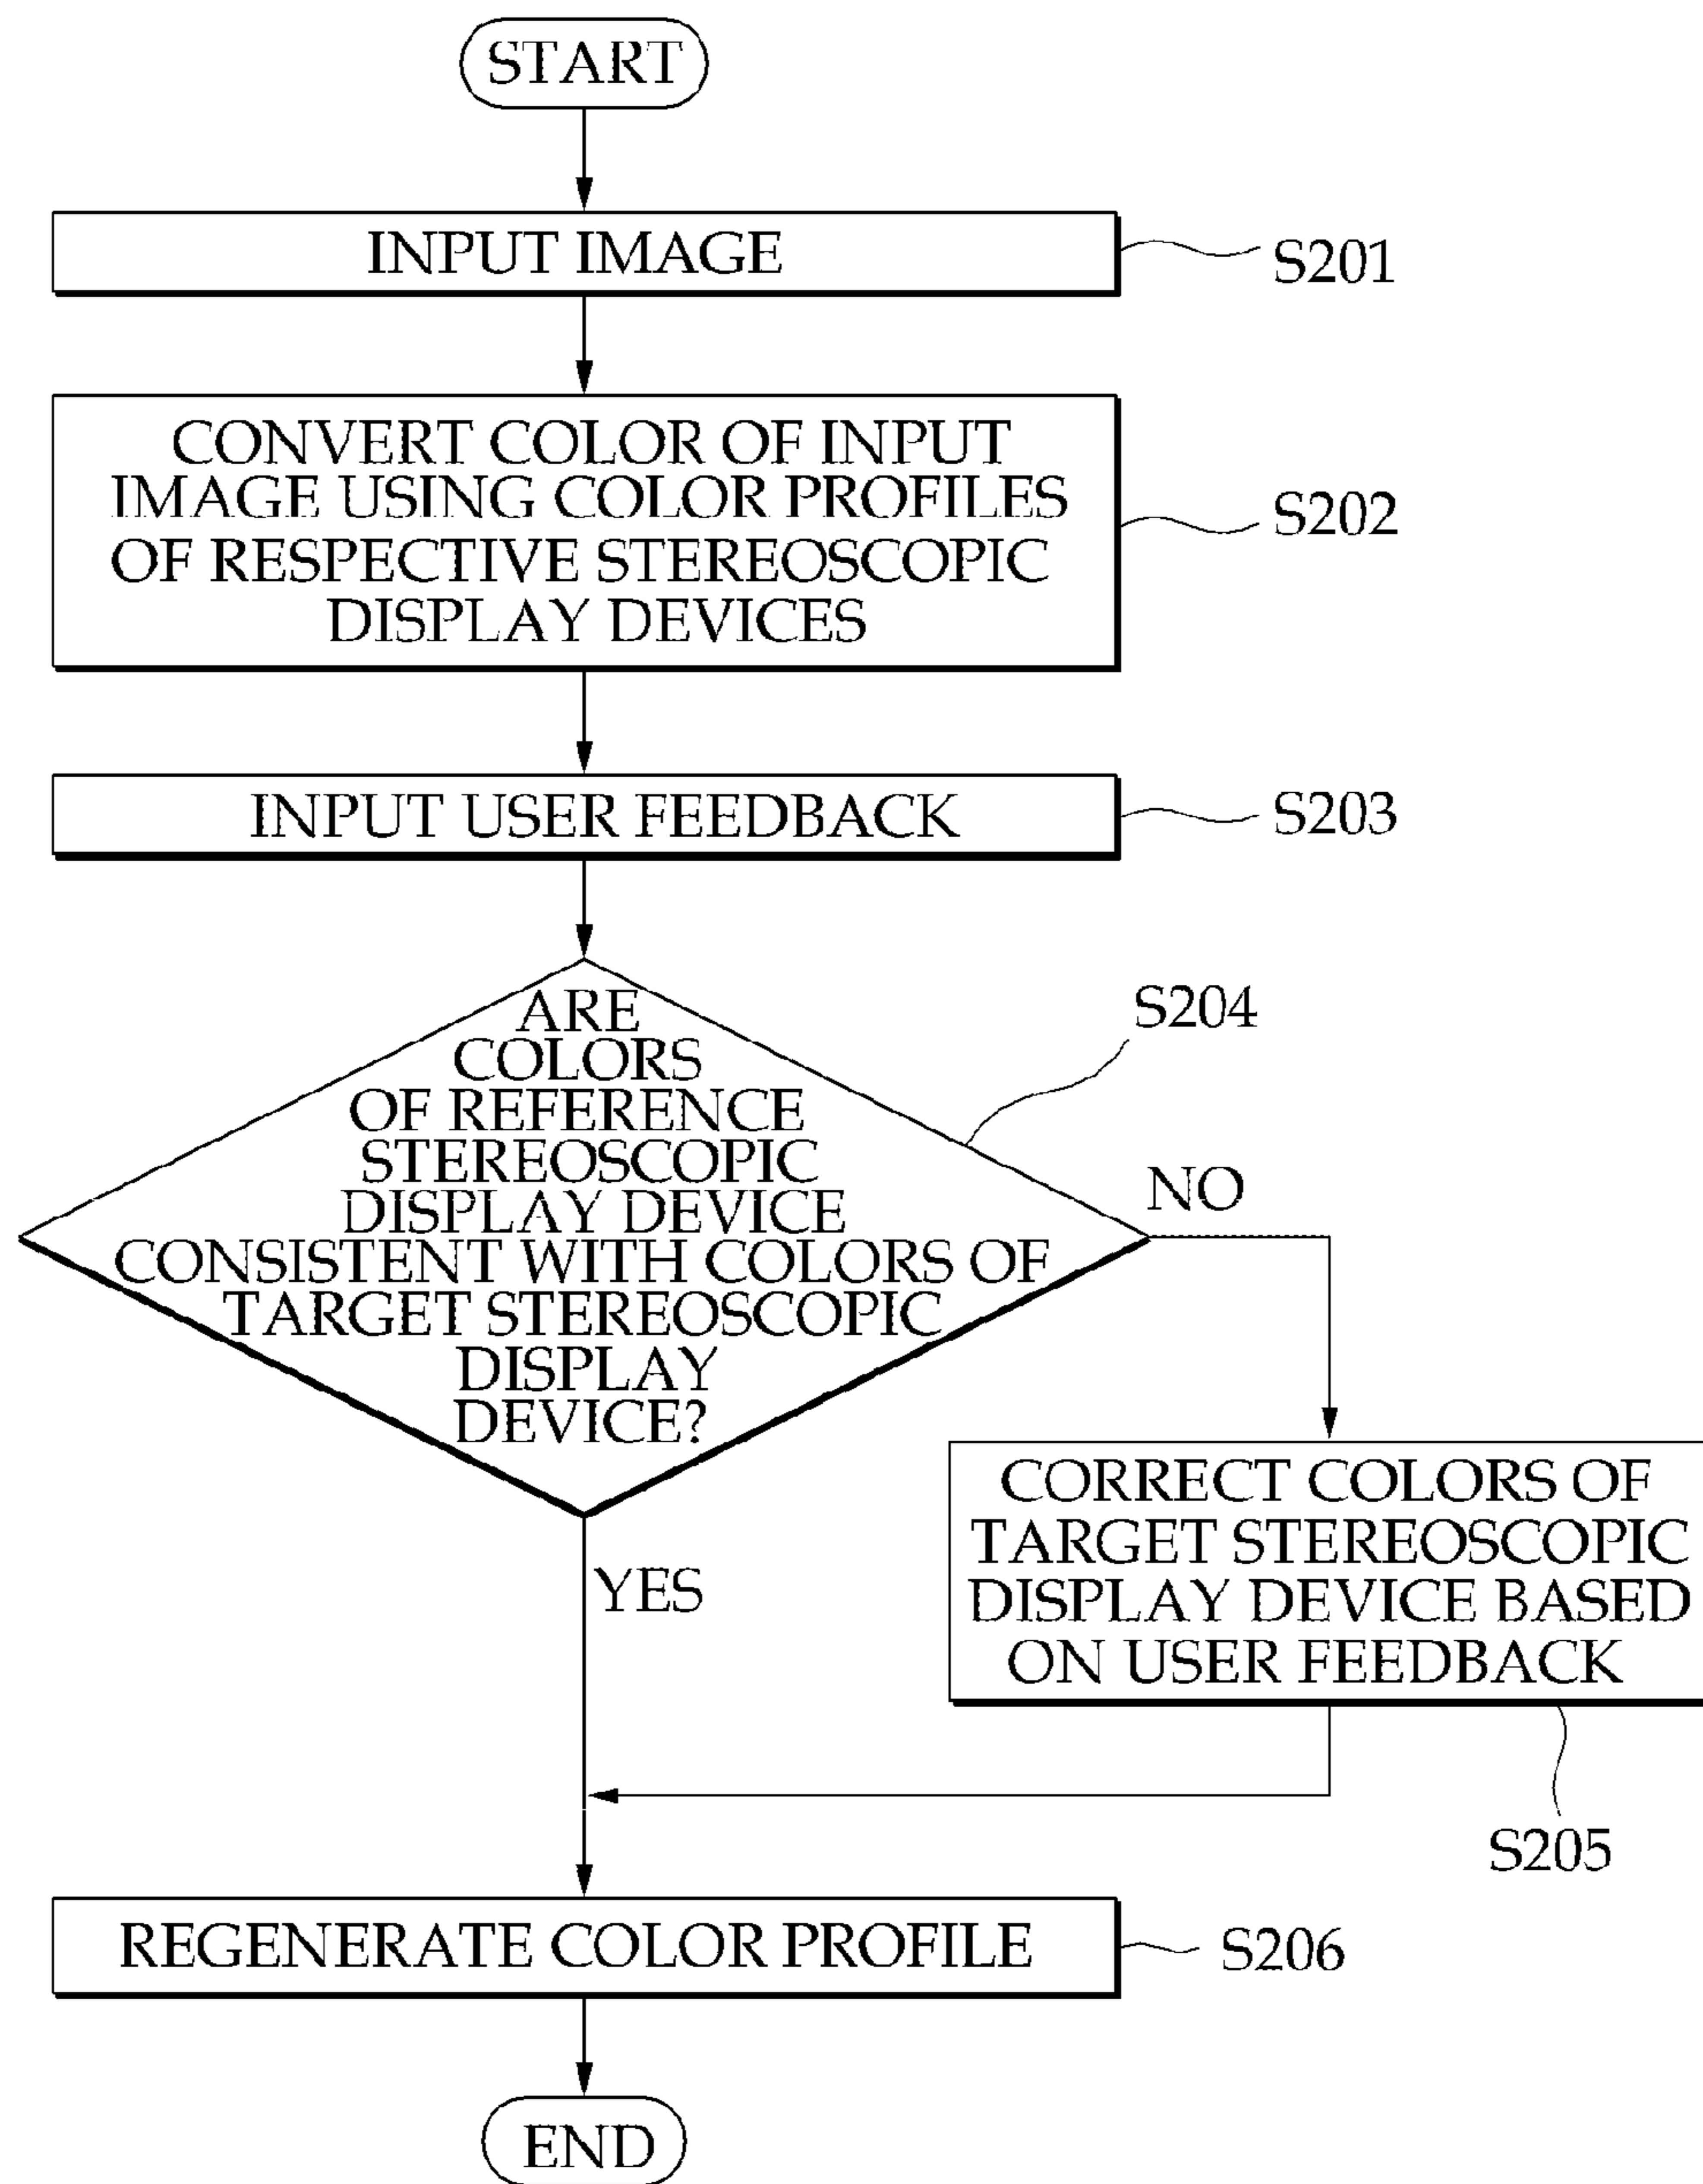 START
INPUT IMAGE
S201
CONVERT COLOR OF INPUT
IMAGE USING COLOR PROFILES
OF RESPECTIVE STEREOSCOPIC
DISPLAY DEVICES
S202
INPUT USER FEEDBACK
S203
ARE
COLORS
OF REFERENCE
STEREOSCOPIC
DISPLAY DEVICE
CONSISTENT WITH COLORS OF
TARGET STEREOSCOPIC
DISPLAY
DEVICE?
S204
NO
YES
CORRECT COLORS OF
TARGET STEREOSCOPIC
DISPLAY DEVICE BASED
ON USER FEEDBACK
S205
REGENERATE COLOR PROFILE
S206
END